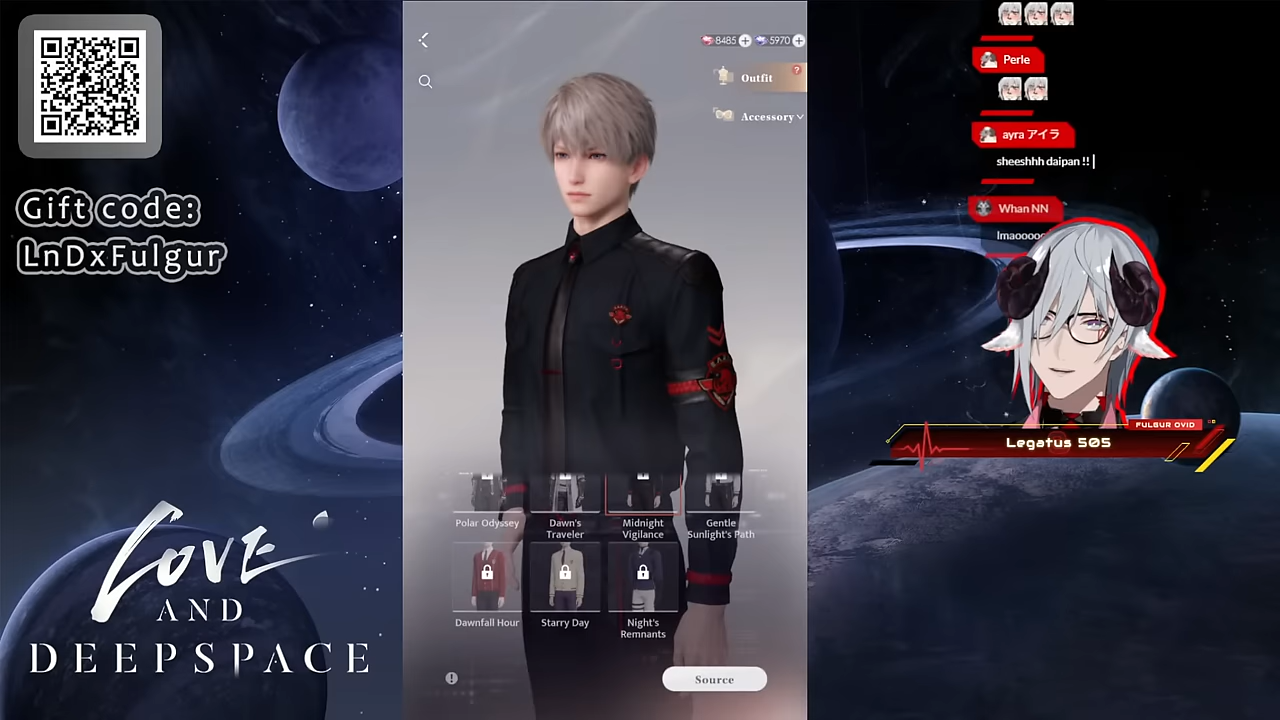 Gift code:
LnDxFulgur
LOVE
AND
DEEPSPACE
8485
5970
Outfit
Accessory
Polar Odyssey
Dawn's
Traveler
Midnight
Vigilance
Gentle
Sunlight's Path
Dawnfall Hour
Starry Day
Night's
Remnants
Source
Perle
ayra アイラ
sheeshhh daipan !!
Whan NN
lmaooooo
FULGUR OVID
Legatus 505